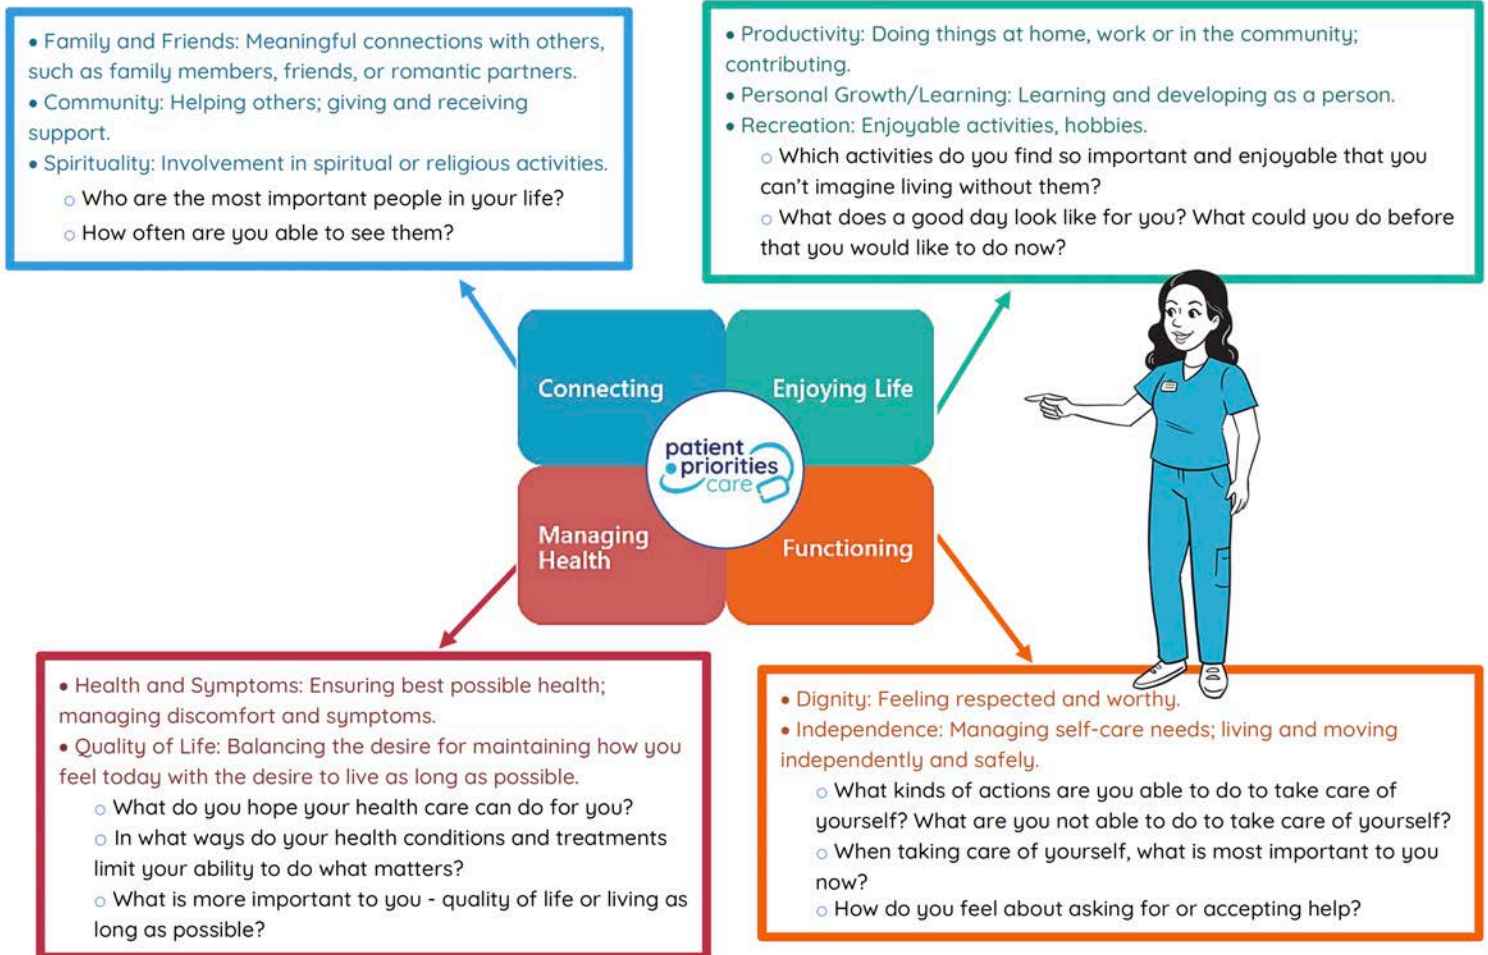 • Family and Friends: Meaningful connections with others,
such as family members, friends, or romantic partners.
• Community: Helping others; giving and receiving
support.
• Spirituality: Involvement in spiritual or religious activities.
○ Who are the most important people in your life?
○ How often are you able to see them?
• Productivity: Doing things at home, work or in the community;
contributing.
• Personal Growth/Learning: Learning and developing as a person.
• Recreation: Enjoyable activities, hobbies.
○ Which activities do you find so important and enjoyable that you
can't imagine living without them?
○ What does a good day look like for you? What could you do before
that you would like to do now?
Connecting
Enjoying Life
patient
priorities
care
Managing
Health
Functioning
• Health and Symptoms: Ensuring best possible health;
managing discomfort and symptoms.
• Quality of Life: Balancing the desire for maintaining how you
feel today with the desire to live as long as possible.
○ What do you hope your health care can do for you?
○ In what ways do your health conditions and treatments
limit your ability to do what matters?
○ What is more important to you - quality of life or living as
long as possible?
• Dignity: Feeling respected and worthy.
• Independence: Managing self-care needs; living and moving
independently and safely.
○ What kinds of actions are you able to do to take care of
yourself? What are you not able to do to take care of yourself?
○ When taking care of yourself, what is most important to you
now?
○ How do you feel about asking for or accepting help?